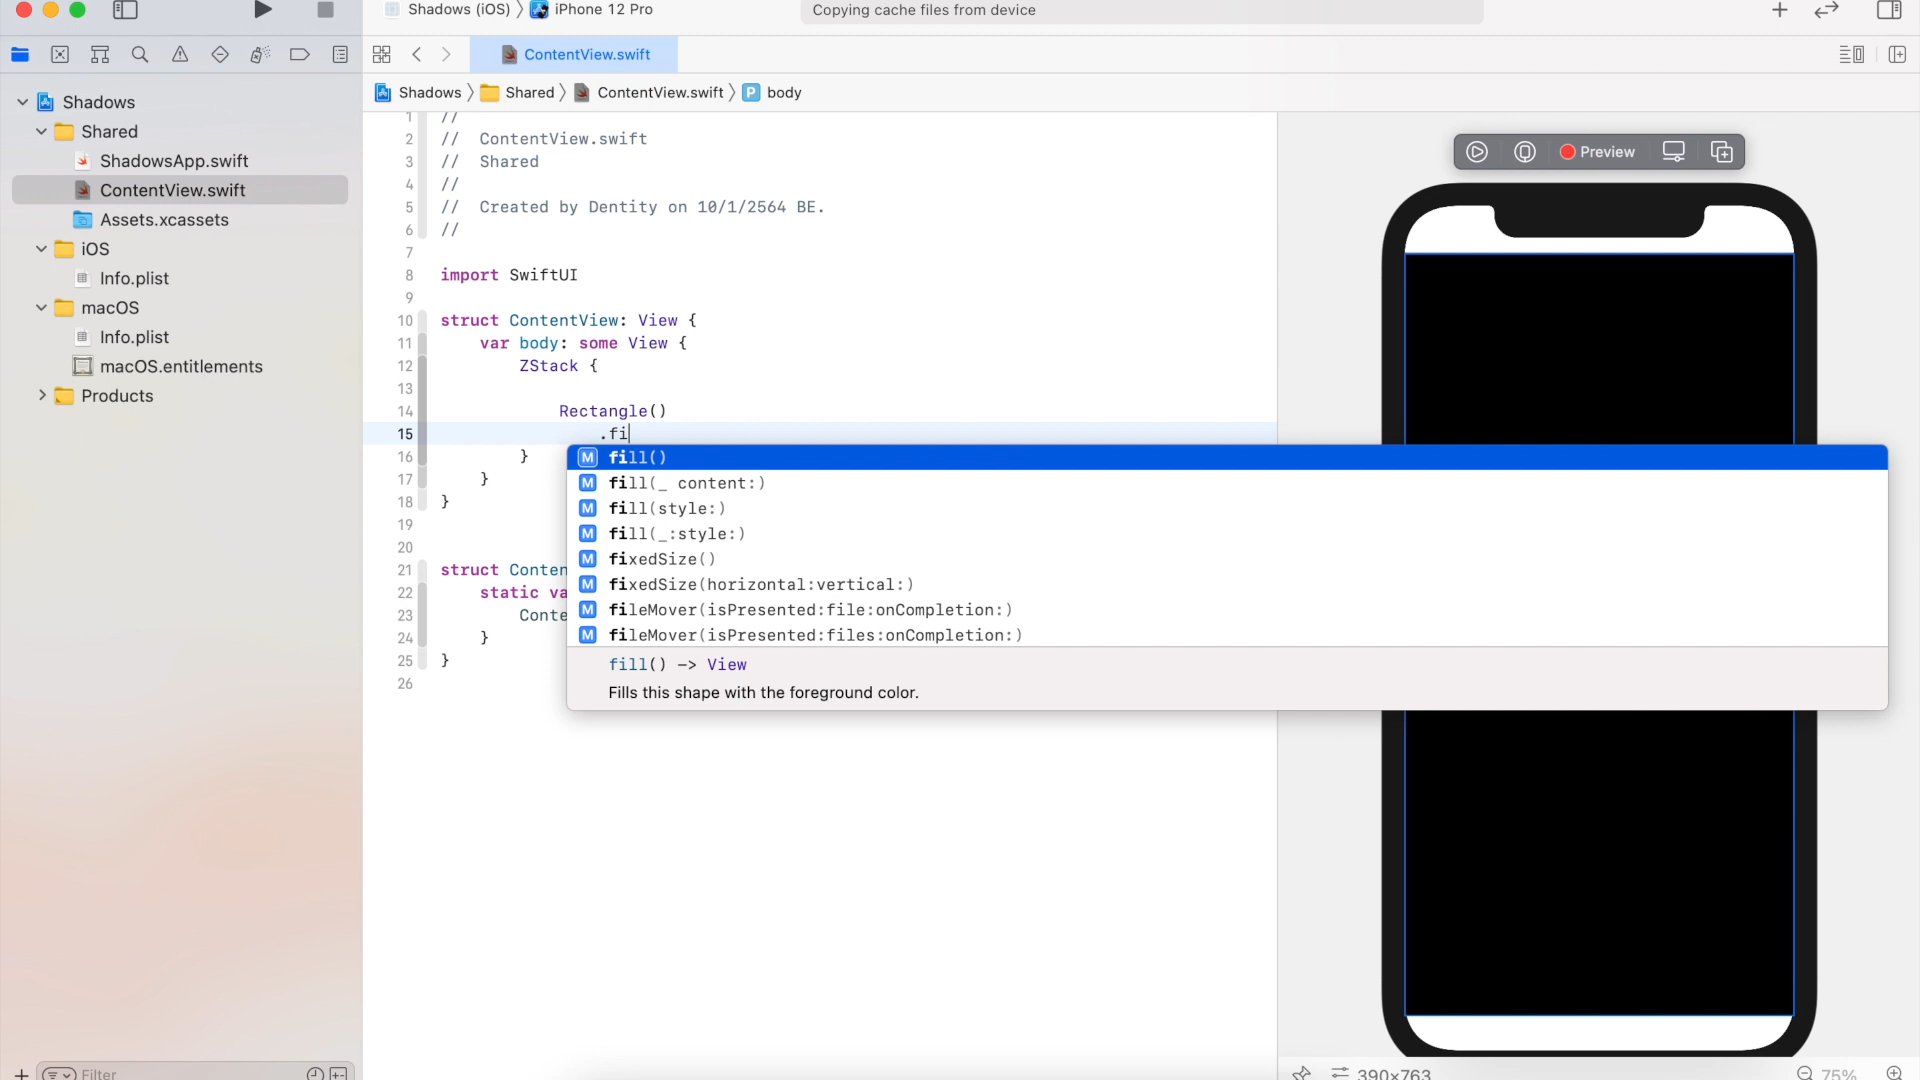 Shadows (iOS) 〉 iPhone 12 Pro
Copying cache files from device
ContentView.swift
Shadows 〉 Shared 〉 ContentView.swift 〉 P body
Shadows
Shared
ShadowsApp.swift
ContentView.swift
Assets.xcassets
iOS
Info.plist
macOS
Info.plist
macOS.entitlements
Products
Filter
1 //
2 // ContentView.swift
3 // Shared
4 //
5 // Created by Dentity on 10/1/2564 BE.
6 //
7
8 import SwiftUI
9
10 struct ContentView: View {
11 var body: some View {
12 ZStack {
13
14 Rectangle()
15 .fi
16 }
17 }
18 }
19
20
21 struct Conten
22 static va
23 Conte
24 }
25 }
26
M fill()
M fill(_ content:)
M fill(style:)
M fill(_:style:)
M fixedSize()
M fixedSize(horizontal:vertical:)
M fileMover(isPresented:file:onCompletion:)
M fileMover(isPresented:files:onCompletion:)
fill() -> View
Fills this shape with the foreground color.
Preview
390×763
75%